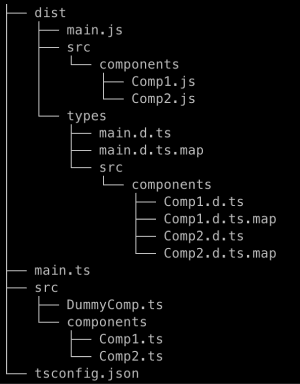 ├── dist
│   ├── main.js
│   ├── src
│   │   └── components
│   │       ├── Comp1.js
│   │       └── Comp2.js
│   └── types
│       ├── main.d.ts
│       ├── main.d.ts.map
│       └── src
│           └── components
│               ├── Comp1.d.ts
│               ├── Comp1.d.ts.map
│               ├── Comp2.d.ts
│               └── Comp2.d.ts.map
├── main.ts
├── src
│   ├── DummyComp.ts
│   └── components
│       ├── Comp1.ts
│       └── Comp2.ts
└── tsconfig.json